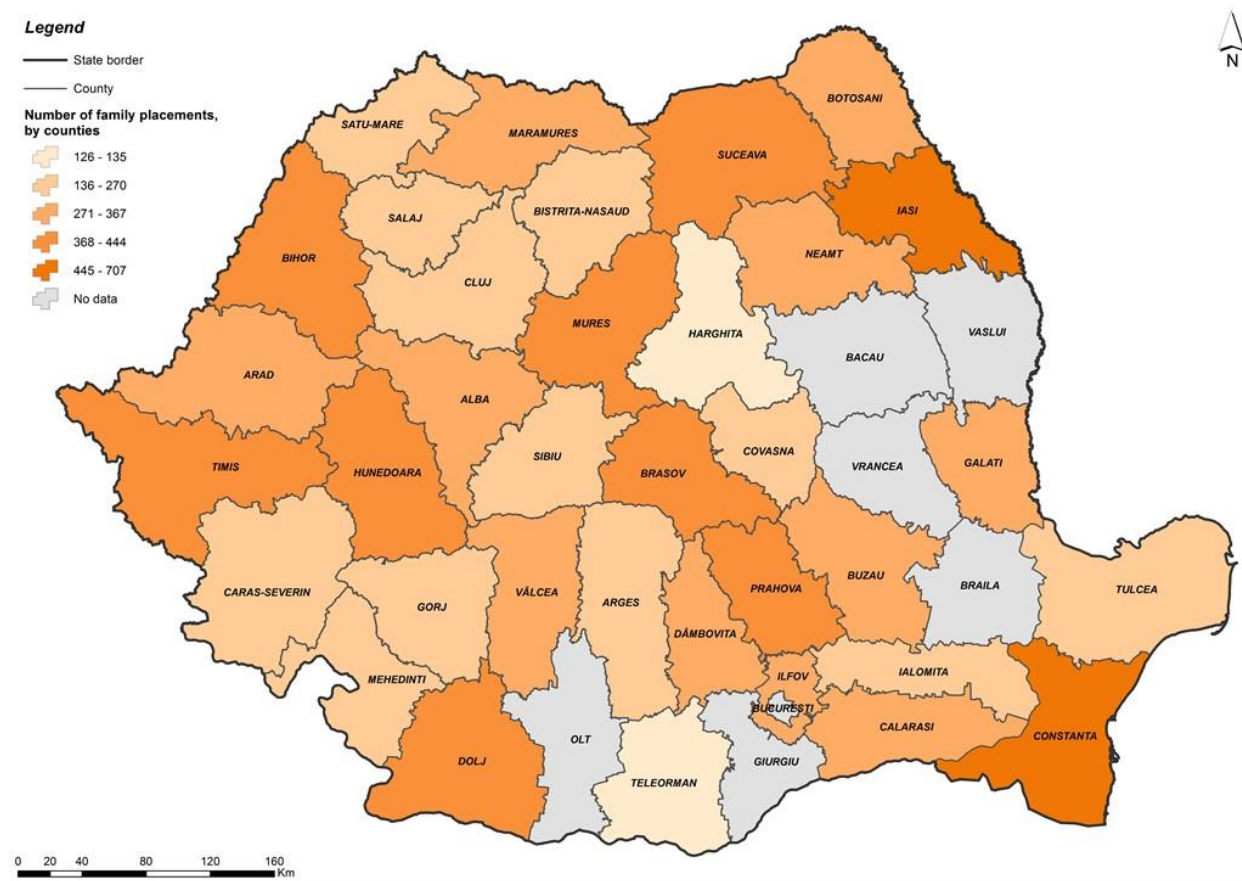 Legend
State border
County
Number of family placements,
by counties
126 - 135
136 - 270
271 - 367
368 - 444
445 - 707
No data
N
BOTOSANI
SATU-MARE
MARAMURES
SUCEAVA
IASI
SALAJ
BISTRITA-NASAUD
NEAMT
BIHOR
CLUJ
MURES
HARGHITA
VASLUI
BACAU
ARAD
ALBA
TIMIS
HUNEDOARA
SIBIU
BRASOV
COVASNA
VRANCEA
GALATI
CARAS-SEVERIN
GORJ
VÂLCEA
ARGES
PRAHOVA
BUZAU
BRAILA
TULCEA
DÂMBOVITA
MEHEDINTI
ILFOV
IALOMITA
BUCURESTI
CALARASI
CONSTANTA
DOLJ
OLT
TELEORMAN
GIURGIU
0 20 40 80 120 160
Km